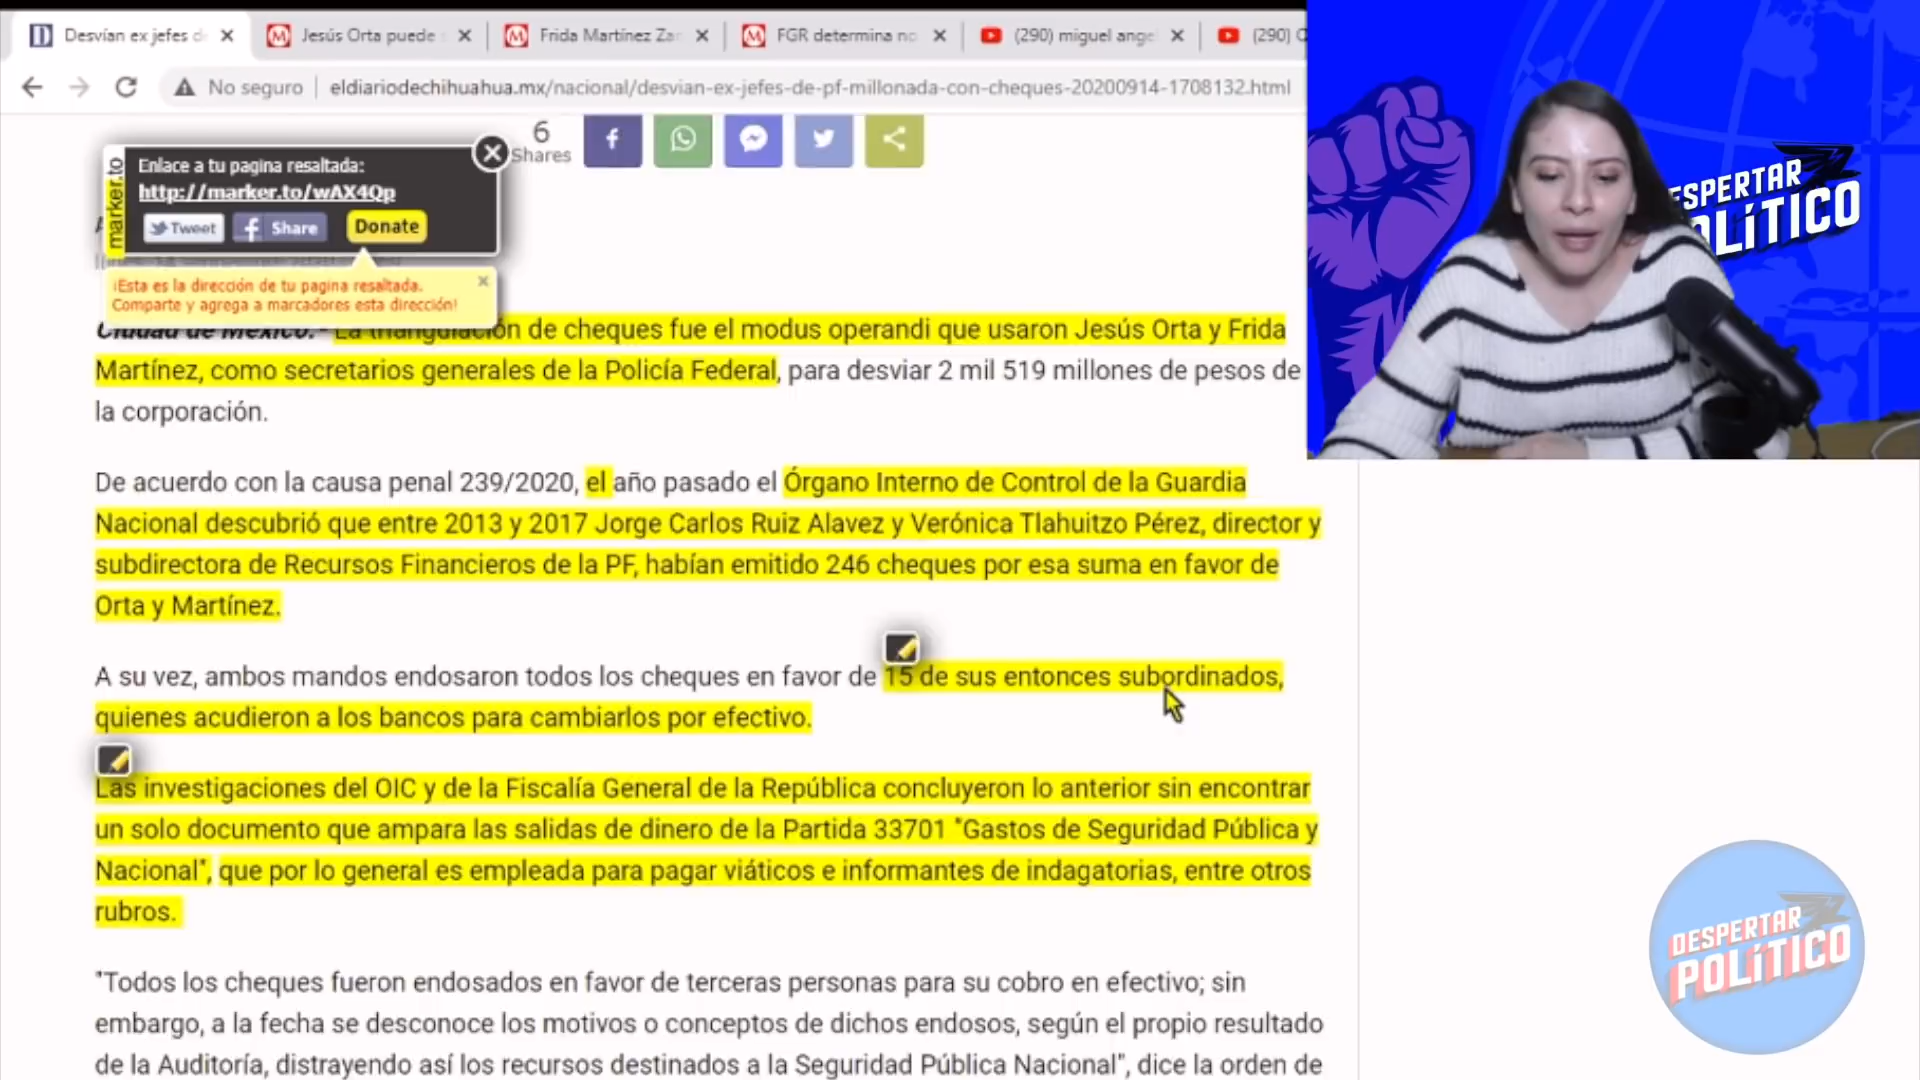 Desvían ex jefes d
Jesús Orta puede
Frida Martínez Za
FGR determina no
(290) miguel ange
(290)
No seguro
eldiariodechihuahua.mx/nacional/desvian-ex-jefes-de-pf-millonada-con-cheques-20200914-1708132.html
6
Shares
marker.to
Enlace a tu pagina resaltada:
http://marker.to/wAX4Qp
Tweet
Share
Donate
¡Esta es la dirección de tu pagina resaltada.
Comparte y agrega a marcadores esta dirección!
Ciudad de México.- La triangulación de cheques fue el modus operandi que usaron Jesús Orta y Frida
Martínez, como secretarios generales de la Policía Federal, para desviar 2 mil 519 millones de pesos de
la corporación.
De acuerdo con la causa penal 239/2020, el año pasado el Órgano Interno de Control de la Guardia
Nacional descubrió que entre 2013 y 2017 Jorge Carlos Ruiz Alavez y Verónica Tlahuitzo Pérez, director y
subdirectora de Recursos Financieros de la PF, habían emitido 246 cheques por esa suma en favor de
Orta y Martínez.
A su vez, ambos mandos endosaron todos los cheques en favor de 15 de sus entonces subordinados,
quienes acudieron a los bancos para cambiarlos por efectivo.
Las investigaciones del OIC y de la Fiscalía General de la República concluyeron lo anterior sin encontrar
un solo documento que ampara las salidas de dinero de la Partida 33701 "Gastos de Seguridad Pública y
Nacional", que por lo general es empleada para pagar viáticos e informantes de indagatorias, entre otros
rubros.
"Todos los cheques fueron endosados en favor de terceras personas para su cobro en efectivo; sin
embargo, a la fecha se desconoce los motivos o conceptos de dichos endosos, según el propio resultado
de la Auditoría, distrayendo así los recursos destinados a la Seguridad Pública Nacional", dice la orden de
ESPERTAR
POLÍTICO
DESPERTAR
POLÍTICO